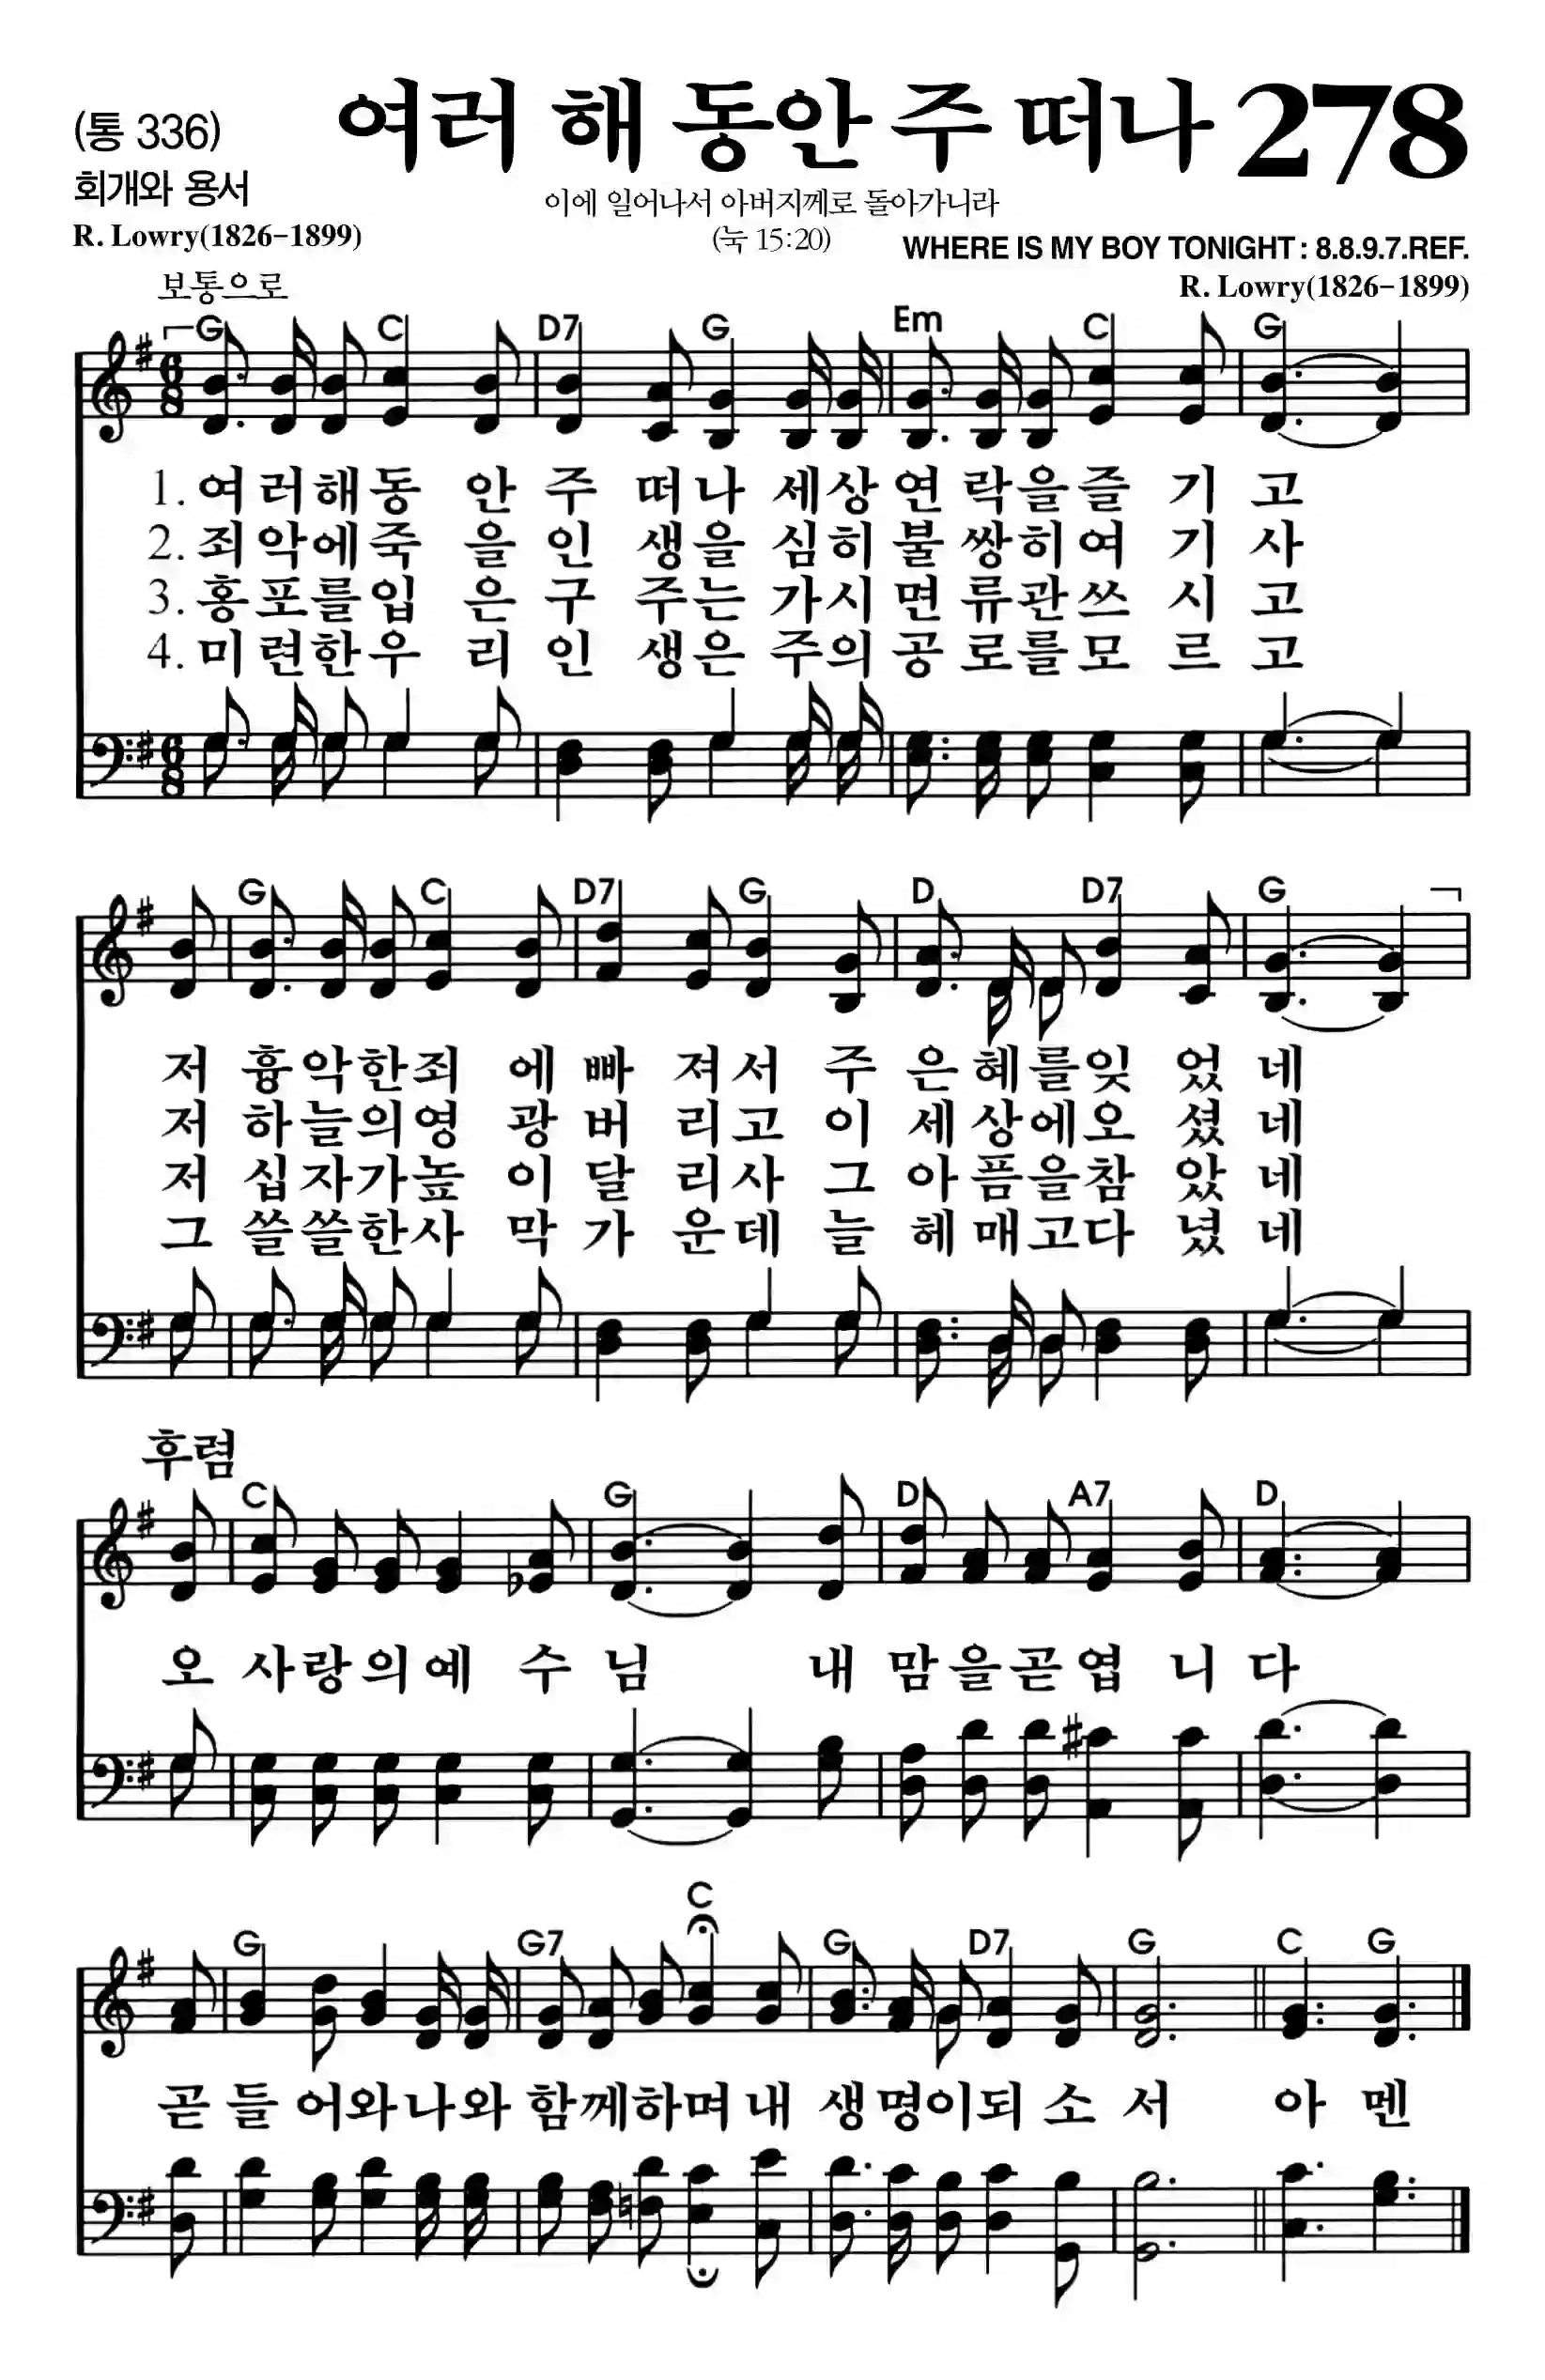 (통 336) 여러 해 동안 주 떠나 278
회개와 용서
이에 일어나서 아버지께로 돌아가니라
R. Lowry(1826-1899) (눅 15:20) WHERE IS MY BOY TONIGHT : 8.8.9.7.REF.
보통으로 R. Lowry(1826-1899)
G C D7 G Em C G
6 8
1. 여러해동 안 주 떠나 세상연 락을즐 기 고
2. 죄악에죽 을 인 생을 심히불 쌍히여 기 사
3. 홍포를입 은 구 주는 가시면 류관쓰 시 고
4. 미련한우 리 인 생은 주의공 로를모 르 고
6 8
G C D7 G D D7 G
저 흉악한죄 에 빠 져서 주 은혜를잊 었 네
저 하늘의영 광 버 리고 이 세상에오 셨 네
저 십자가높 이 달 리사 그 아픔을참 았 네
그 쓸쓸한사 막 가 운데 늘 헤매고다 녔 네
후렴
C G D A7 D
오 사랑의예 수 님 내 맘을곧엽 니 다
C
G G7 G D7 G C G
곧 들 어와나와 함께하며내 생명이되 소 서 아 멘